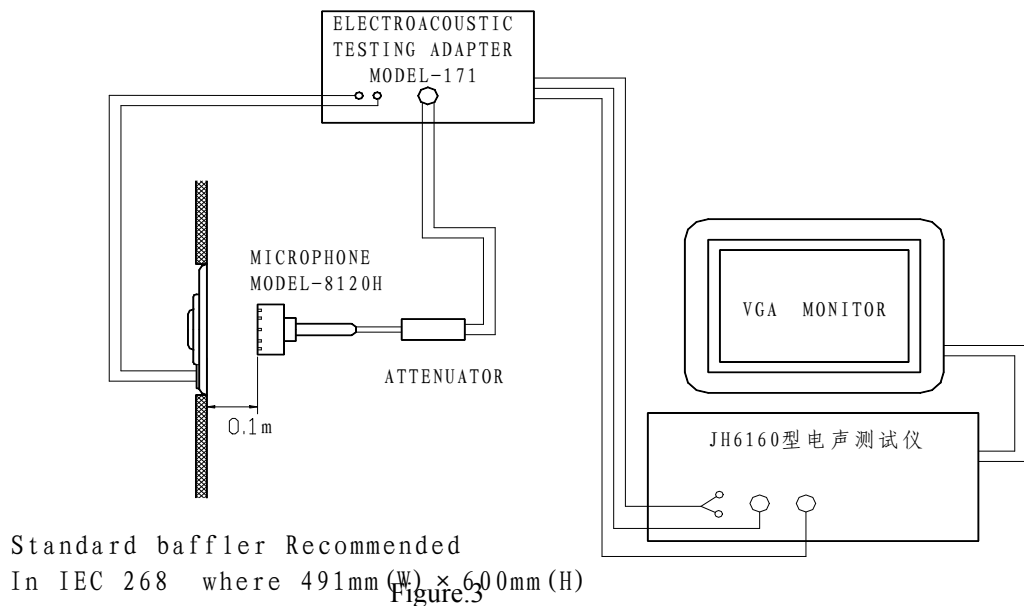 ELECTROACOUSTIC
TESTING ADAPTER
MODEL-171
MICROPHONE
MODEL-8120H
ATTENUATOR
0.1m
VGA MONITOR
JH6160型电声测试仪
Standard baffler Recommended
In IEC 268 where 491mm(W)×600mm(H)
Figure.3